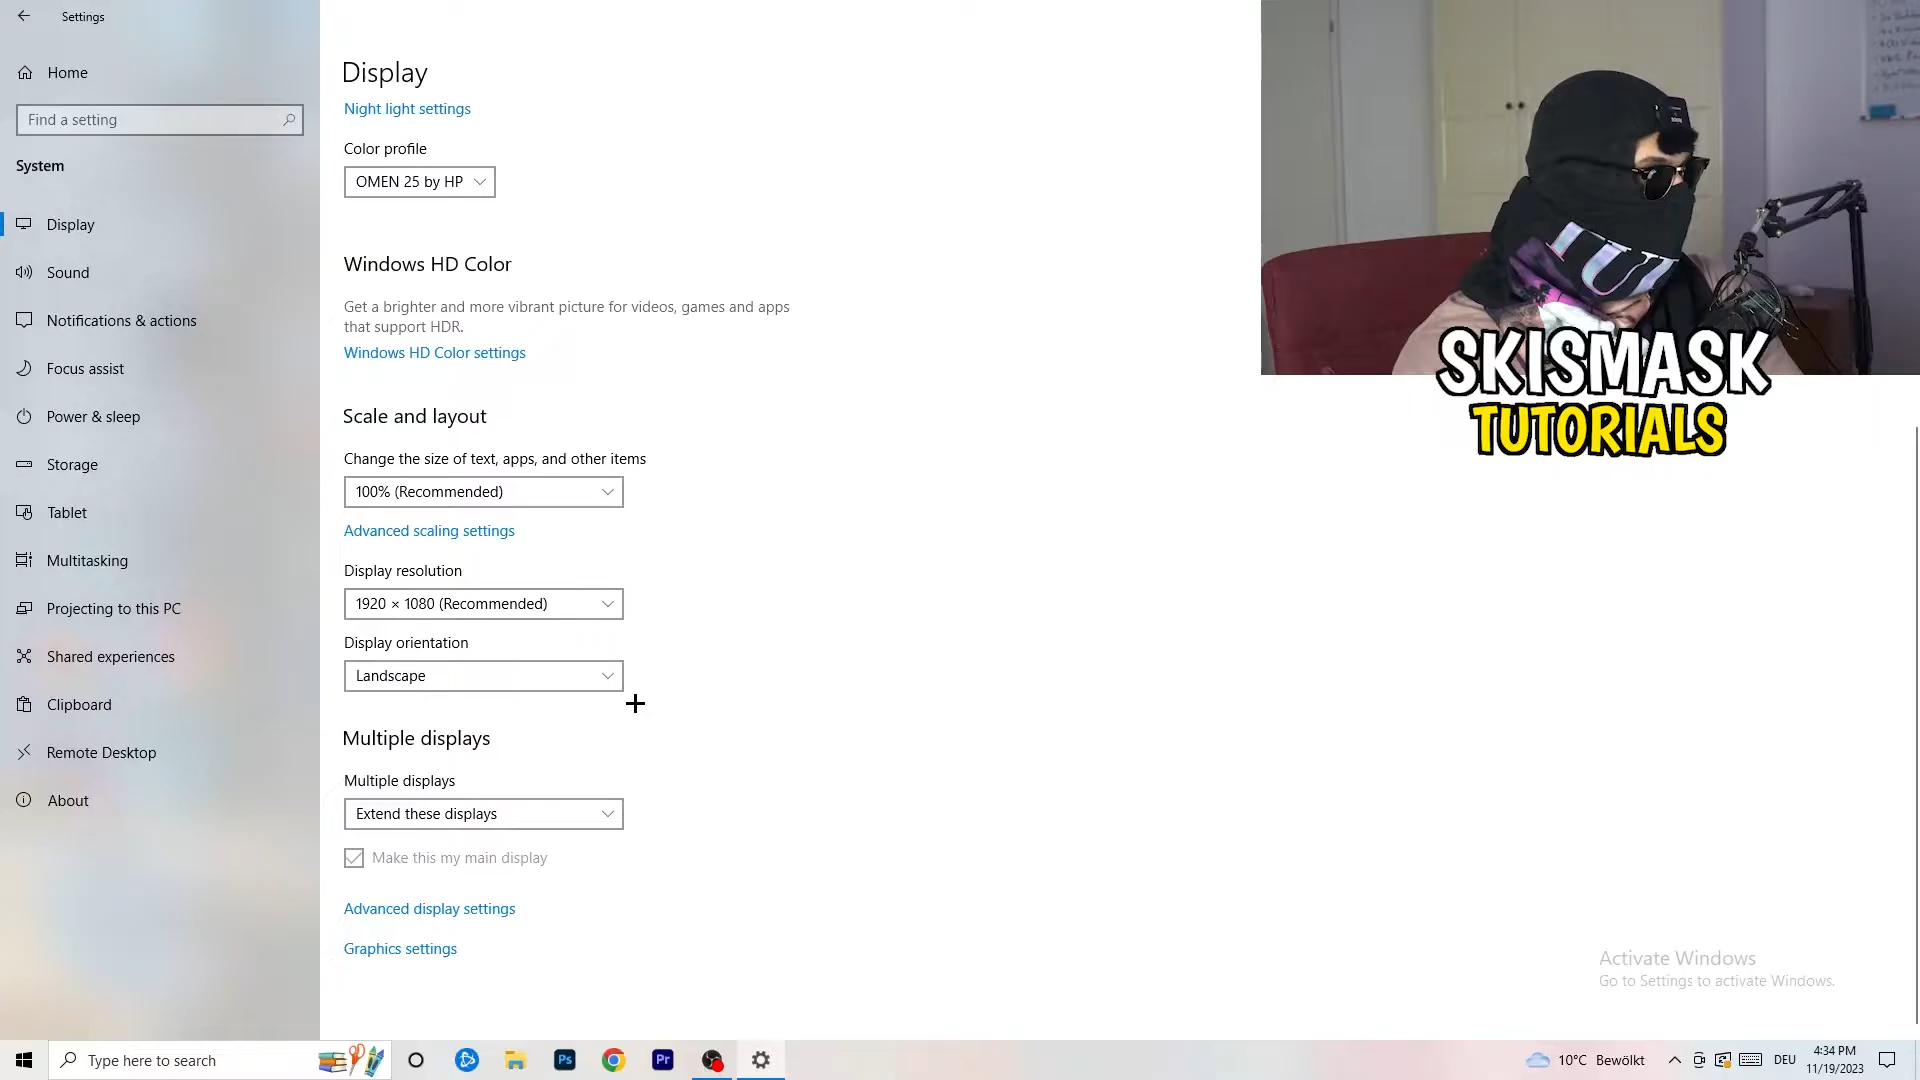 Settings
Home
Find a setting
System
Display
Sound
Notifications & actions
Focus assist
Power & sleep
Storage
Tablet
Multitasking
Projecting to this PC
Shared experiences
Clipboard
Remote Desktop
About
Display
Night light settings
Color profile
OMEN 25 by HP
Windows HD Color
Get a brighter and more vibrant picture for videos, games and apps
that support HDR.
Windows HD Color settings
Scale and layout
Change the size of text, apps, and other items
100% (Recommended)
Advanced scaling settings
Display resolution
1920 × 1080 (Recommended)
Display orientation
Landscape
Multiple displays
Multiple displays
Extend these displays
Make this my main display
Advanced display settings
Graphics settings
SKISMASK
TUTORIALS
Activate Windows
Go to Settings to activate Windows.
Type here to search
Ps
Pr
10°C Bewölkt
DEU
4:34 PM
11/19/2023